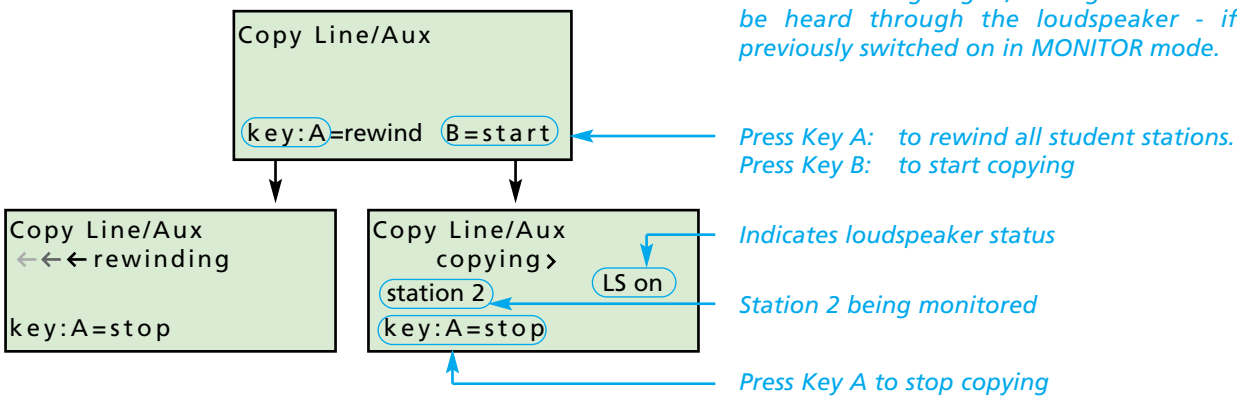 be heard through the loudspeaker - if
previously switched on in MONITOR mode.
Copy Line/Aux
key:A=rewind B=start
Press Key A: to rewind all student stations.
Press Key B: to start copying
Copy Line/Aux
←←←rewinding
key:A=stop
Copy Line/Aux
copying>
LS on
station 2
key:A=stop
Indicates loudspeaker status
Station 2 being monitored
Press Key A to stop copying